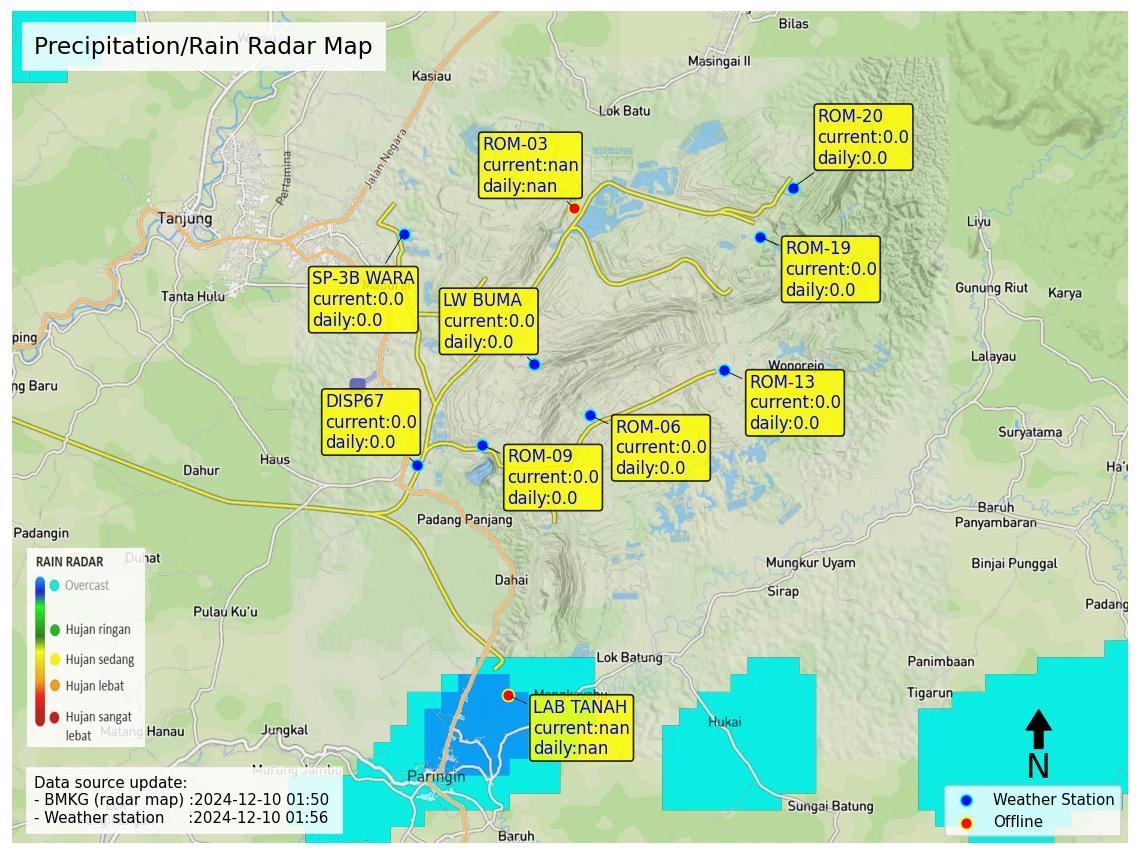 Precipitation/Rain Radar Map
Bilas
Masingai II
Kasiau
Lok Batu
Jalan Negara
Pertamina
Tanjung
ROM-03
current:nan
daily:nan
ROM-20
current:0.0
daily:0.0
ROM-19
current:0.0
daily:0.0
SP-3B WARA
current:0.0
daily:0.0
LW BUMA
current:0.0
daily:0.0
Liyu
Gunung Riut
Karya
Tanta Hulu
ping
Lalayau
ng Baru
Wonorejo
ROM-13
current:0.0
daily:0.0
DISP67
current:0.0
daily:0.0
ROM-06
current:0.0
daily:0.0
ROM-09
current:0.0
daily:0.0
Suryatama
Haus
Dahur
Ha'u
Baruh
Panyambaran
Padang Panjang
Padangin
Duhat
Mungkur Uyam
Binjai Punggal
Dahai
Sirap
Padang
Pulau Ku'u
RAIN RADAR
Overcast
Hujan ringan
Hujan sedang
Hujan lebat
Hujan sangat
lebat
Lok Batung
Panimbaan
Tigarun
LAB TANAH
current:nan
daily:nan
Hukai
Matang Hanau
Jungkal
Murung Jambu
Paringin
Sungai Batung
Baruh
N
Data source update:
- BMKG (radar map) :2024-12-10 01:50
- Weather station :2024-12-10 01:56
Weather Station
Offline